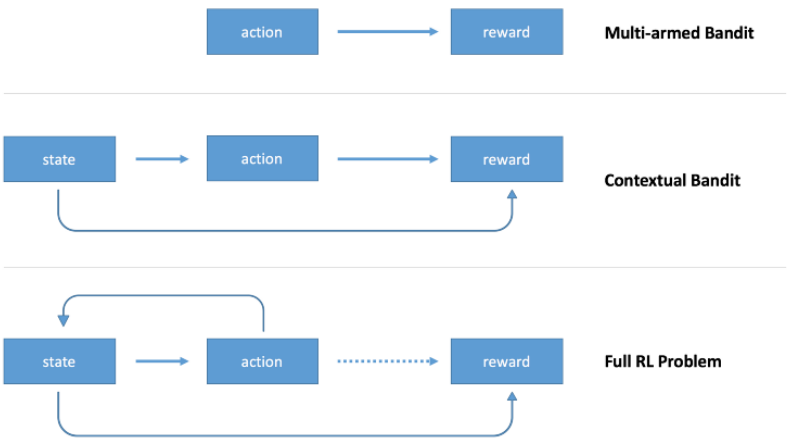 action reward Multi-armed Bandit
state action reward
Contextual Bandit
state action reward Full RL Problem